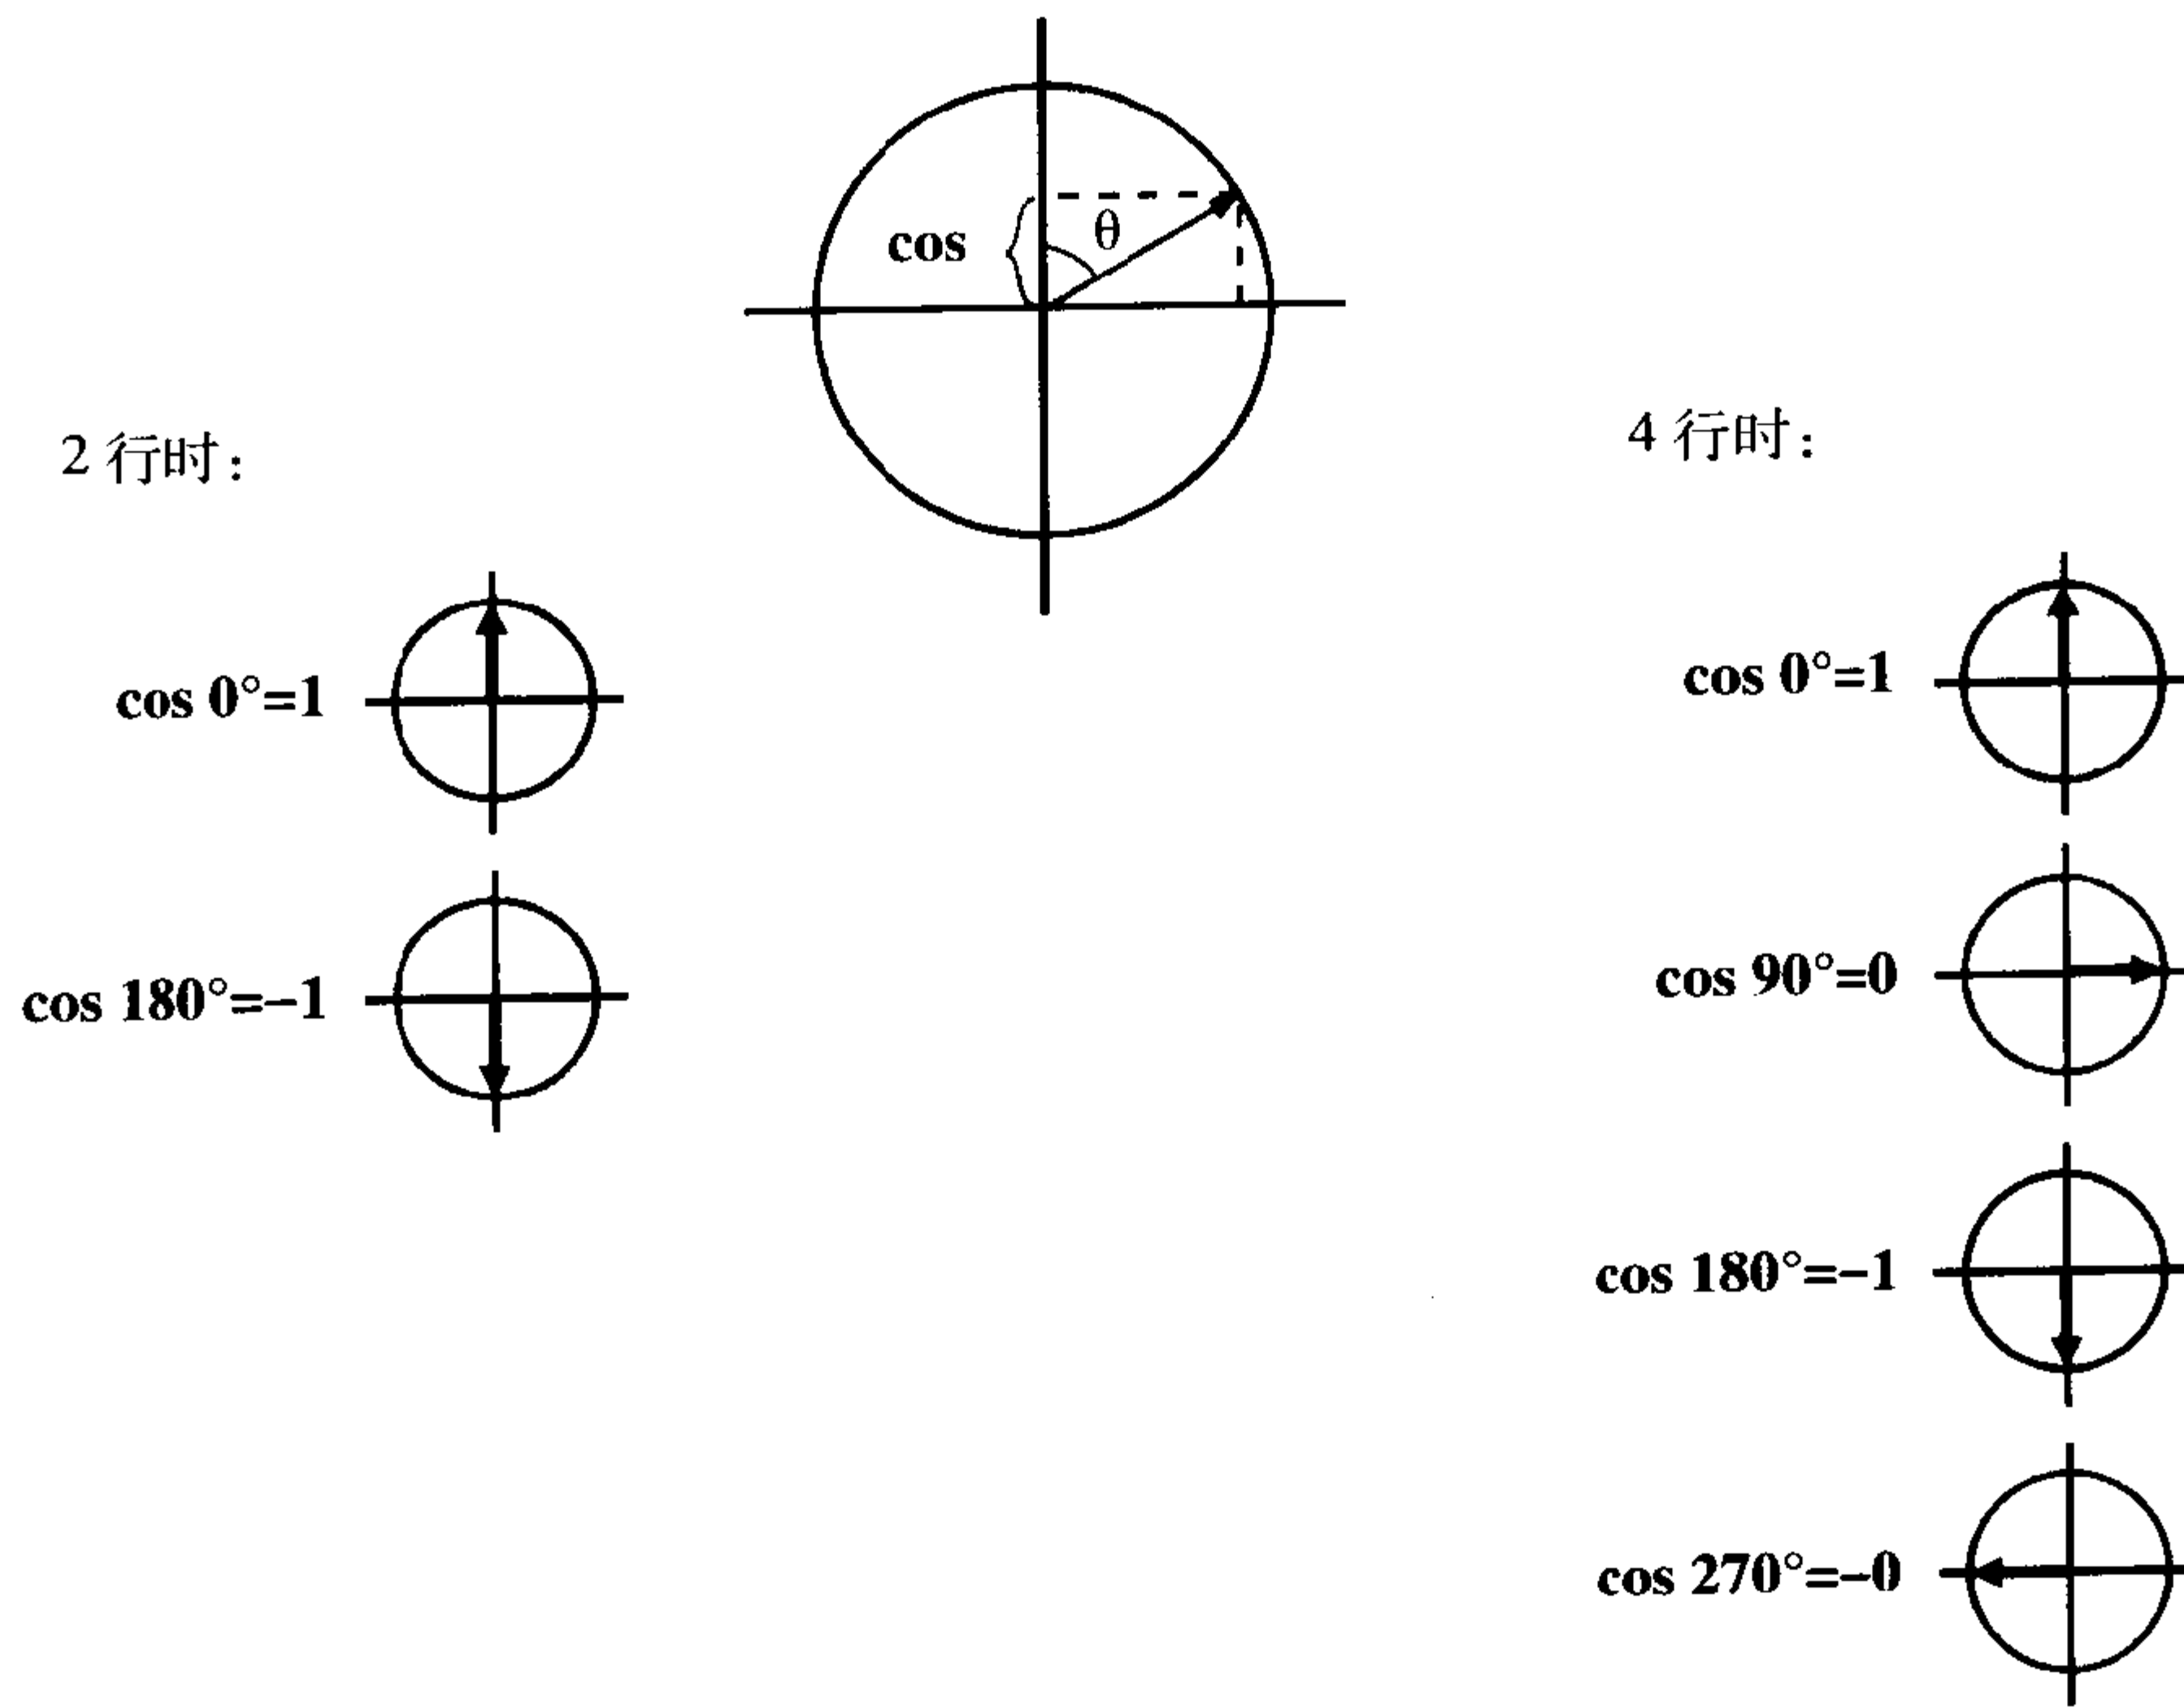 θ
cos
2 行时:
cos 0°=1
cos 180°=-1
4 行时:
cos 0°=1
cos 90°=0
cos 180°=-1
cos 270°=-0